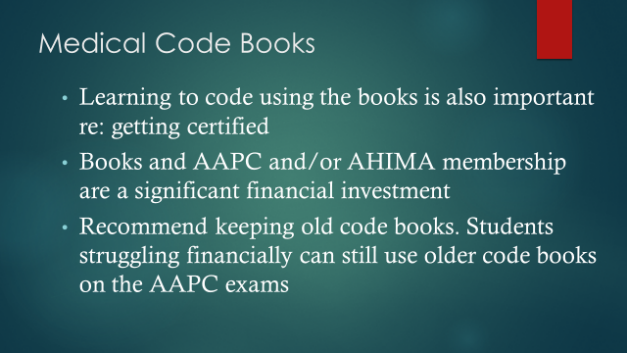 Medical Code Books
• Learning to code using the books is also important
re: getting certified
• Books and AAPC and/or AHIMA membership
are a significant financial investment
• Recommend keeping old code books. Students
struggling financially can still use older code books
on the AAPC exams